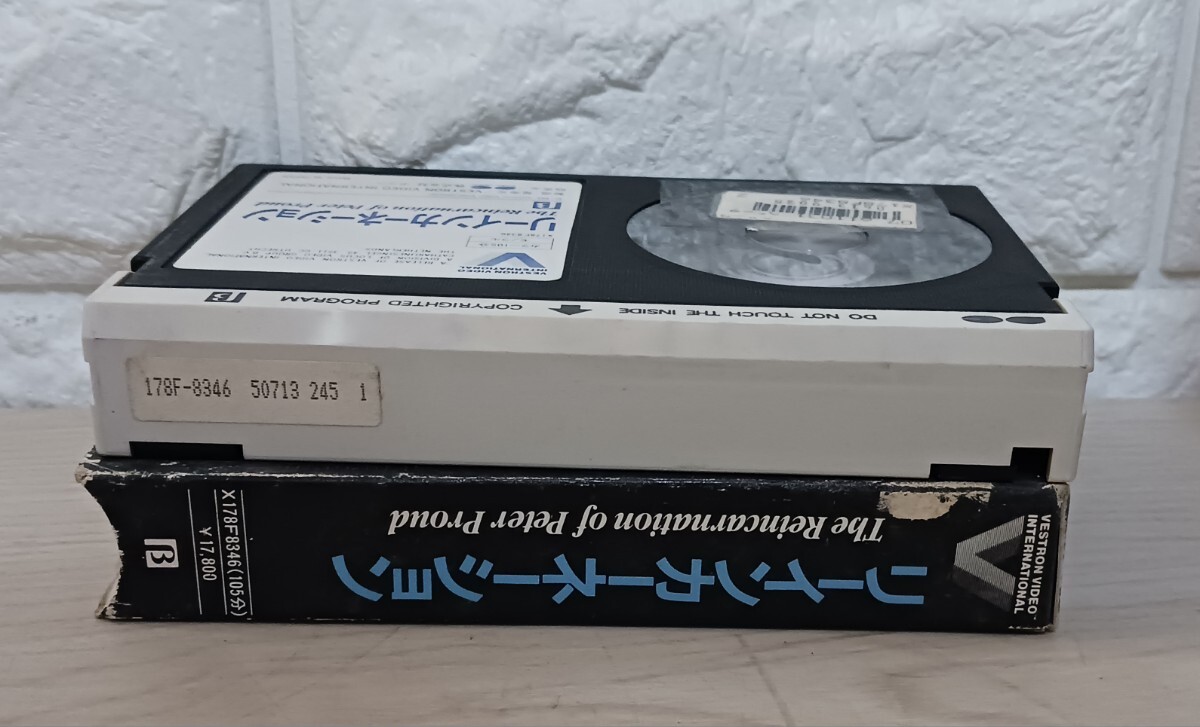 VESTRON VIDEO INTERNATIONAL
リーインカーネーション
The Reincarnation of Peter Proud
β
VESTRON VIDEO
INTERNATIONAL
DO NOT TOUCH THE INSIDE
COPYRIGHTED PROGRAM
β
178F-8346 50713 245 1
VESTRON VIDEO
INTERNATIONAL
The Reincarnation of Peter Proud
リーインカーネーション
X178F8346(105分)
¥17,800
β